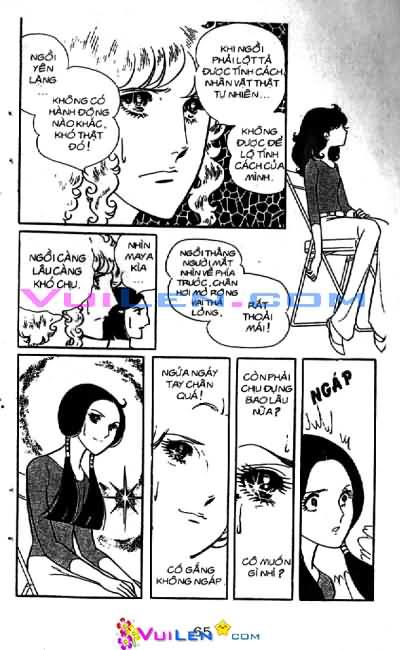 NGỒI
YÊN
LẶNG
...
KHÔNG CÓ
HÀNH ĐỘNG
NÀO KHÁC,
KHÓ THẬT
ĐÓ!
KHI NGỒI
PHẢI LỘT TẢ
ĐƯỢC TÍNH CÁCH
NHÂN VẬT THẬT
TỰ NHIÊN...
KHÔNG
ĐƯỢC ĐỂ
LỘ TÍNH
CÁCH CỦA
MÌNH.
NGỒI CÀNG
LÂU CÀNG
KHÓ CHỊU.
NHÌN
MAYA
KÌA
...
NGỒI THẲNG
NGƯỜI, MẮT
NHÌN VỀ PHÍA
TRƯỚC, CHÂN
HƠI MỞ RỘNG
VUILEN.COM
RẤT
THOẢI
MÁI!
NGỨA NGÁY
TAY CHÂN
QUÁ!
CỐ GẮNG
KHÔNG NGÁP.
CÒN PHẢI
CHỊU ĐỰNG
BAO LÂU
NỮA?
CÔ MUỐN
GÌ NHỈ?
NGÁP
65
VUILEN.COM